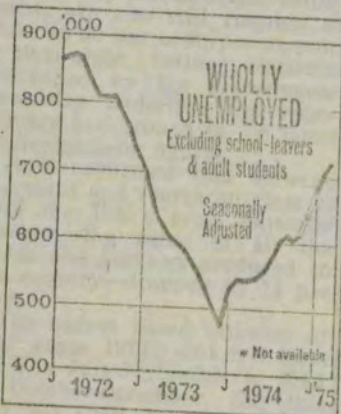 '000
900
WHOLLY
UNEMPLOYED
800
Excluding school-leavers
& adult students
700
Seasonally
Adjusted
600
500
* Not available
400
J 1972 J 1973 J 1974 J '75